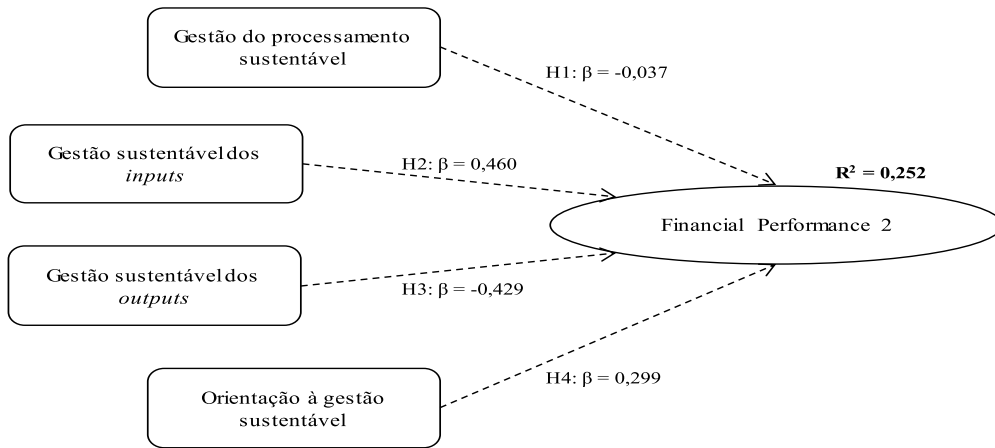 Gestão do processamento
sustentável
H1: β = -0,037
Gestão sustentável dos
inputs
H2: β = 0,460
R² = 0,252
Financial Performance 2
Gestão sustentável dos
outputs
H3: β = -0,429
Orientação à gestão
sustentável
H4: β = 0,299